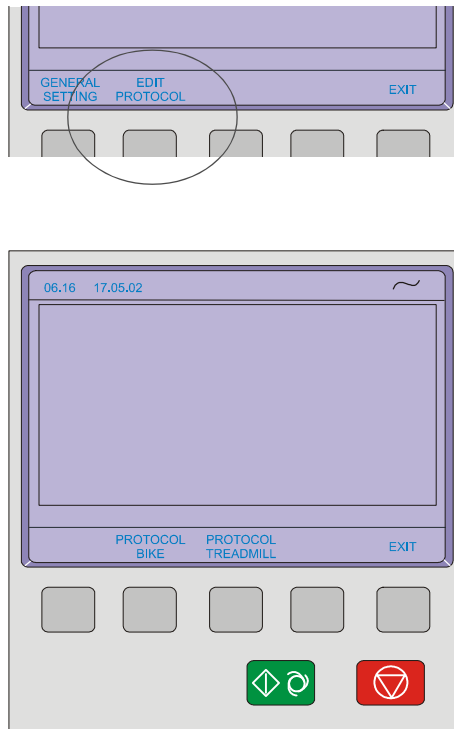 GENERAL EDIT
SETTING PROTOCOL EXIT
06.16 17.05.02
PROTOCOL PROTOCOL
BIKE TREADMILL EXIT